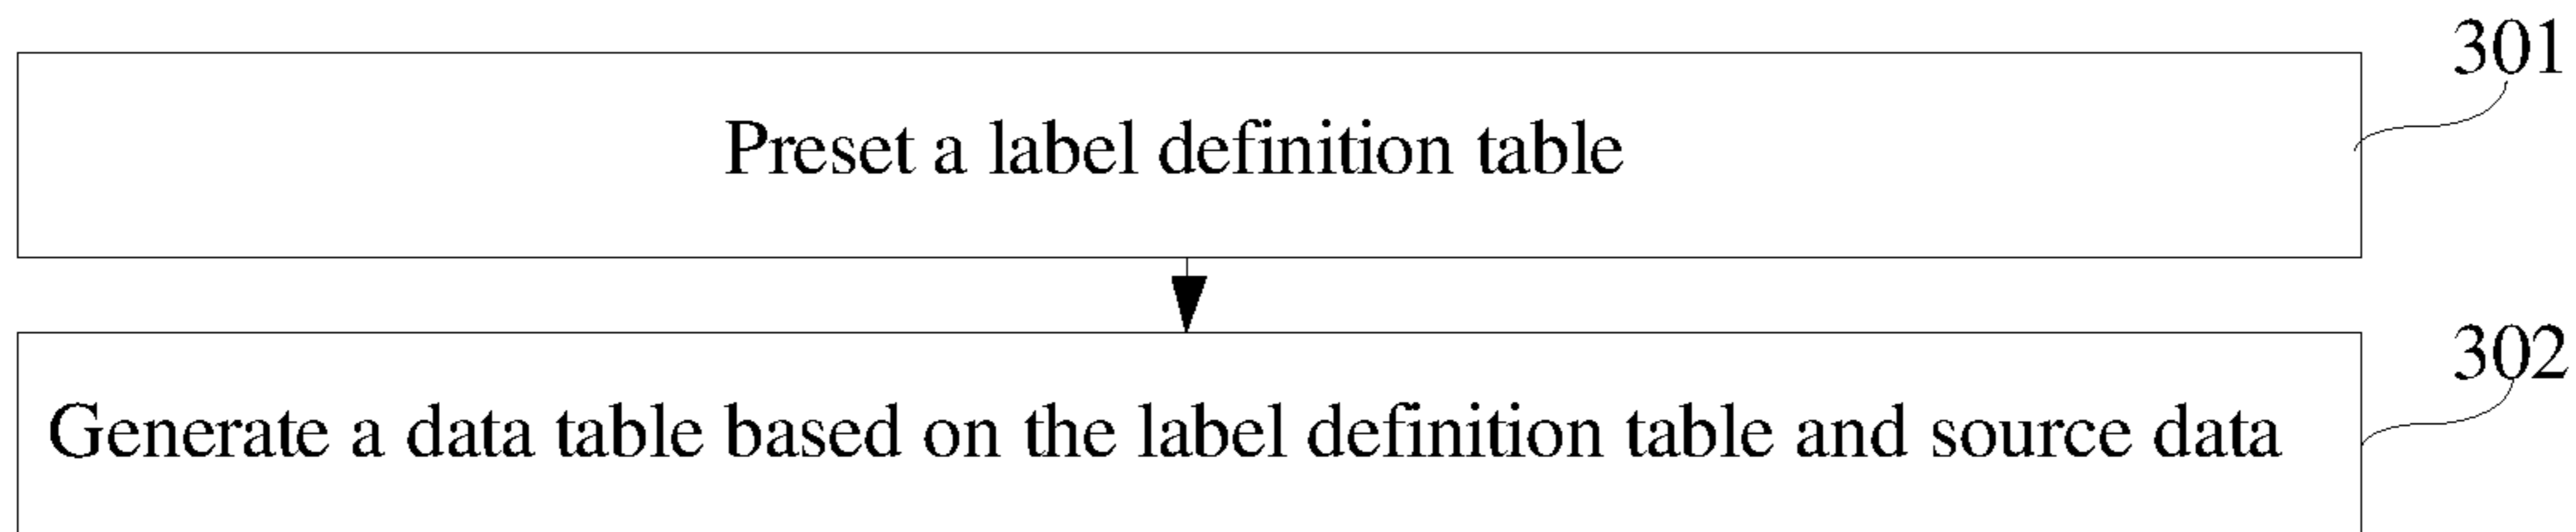 301
Preset a label definition table
302
Generate a data table based on the label definition table and source data